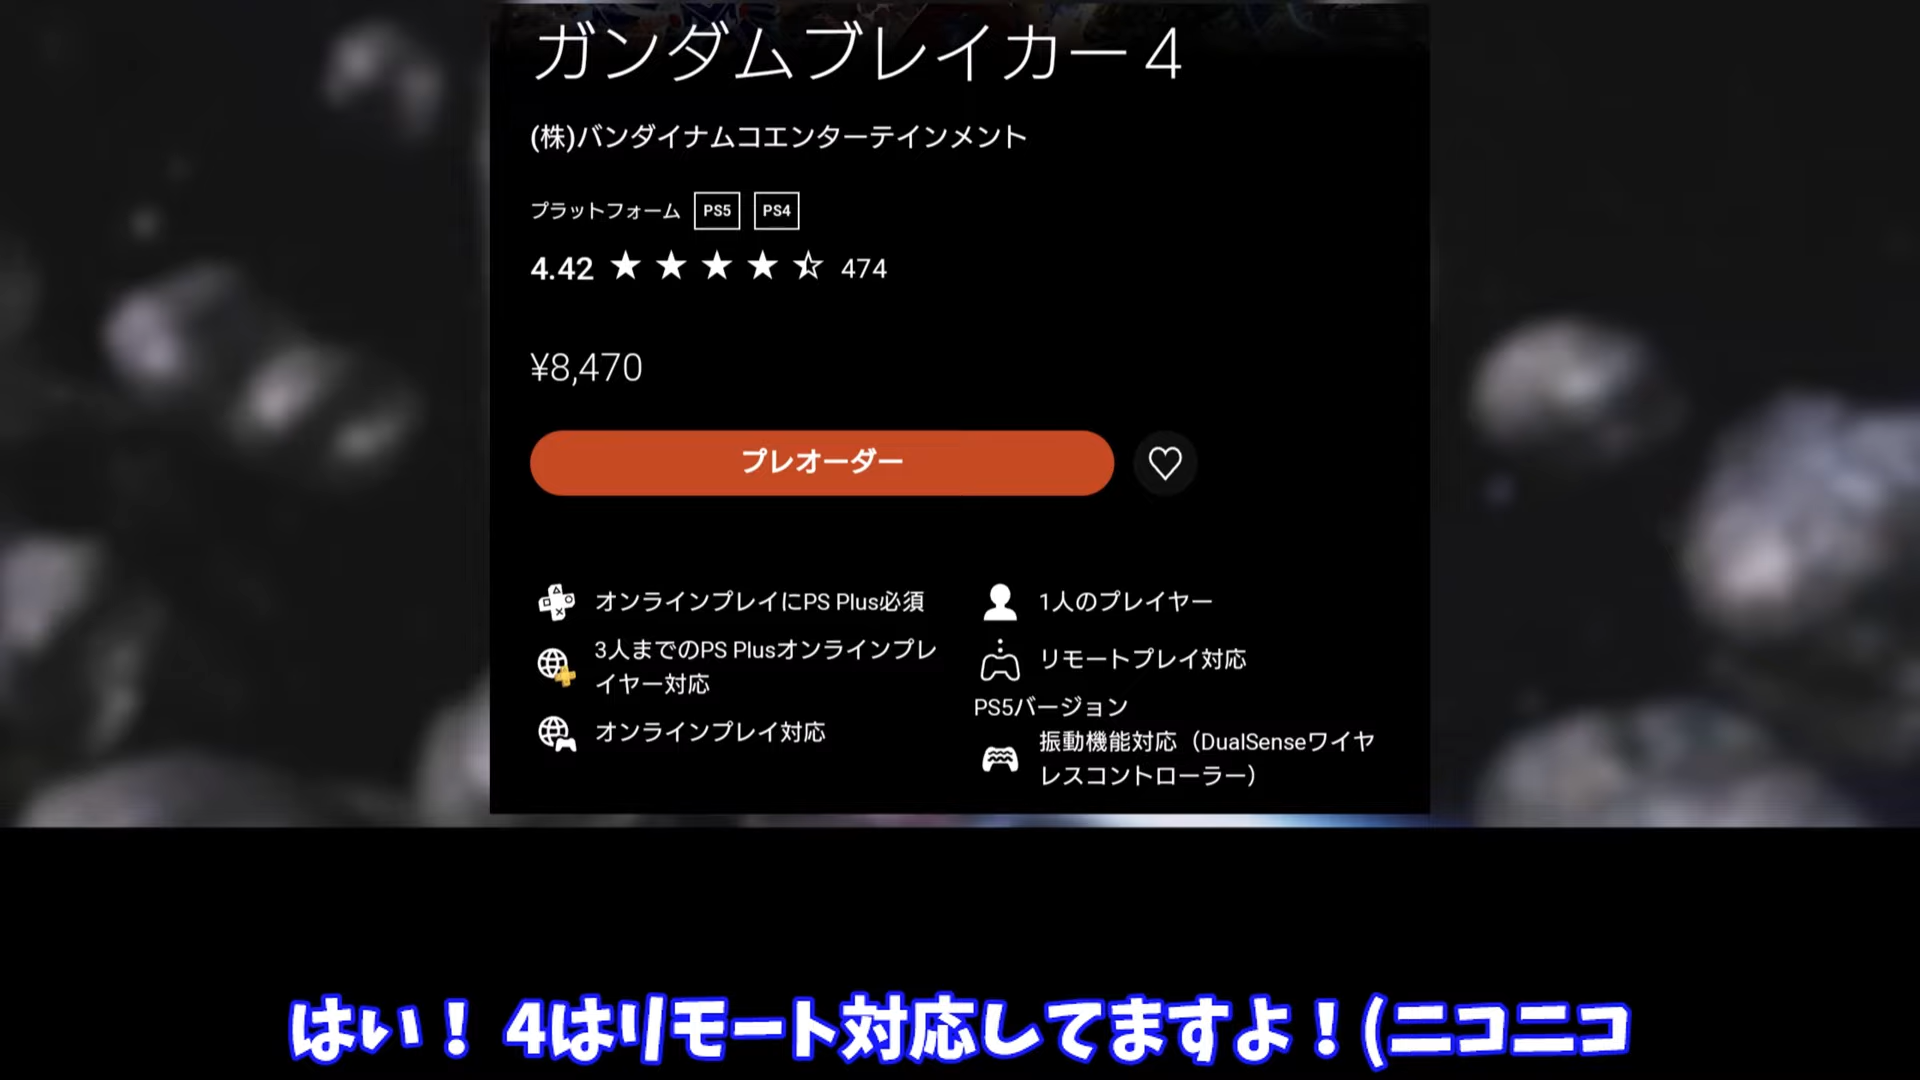 ガンダムブレイカー４
(株)バンダイナムコエンターテインメント
プラットフォーム PS5 PS4
4.42 ★ ★ ★ ★ ⯪ 474
¥8,470
プレオーダー
オンラインプレイにPS Plus必須
3人までのPS Plusオンラインプレ
イヤー対応
オンラインプレイ対応
1人のプレイヤー
リモートプレイ対応
PS5バージョン
振動機能対応（DualSenseワイヤ
レスコントローラー）
はい！ 4はリモート対応してますよ！(ニコニコ